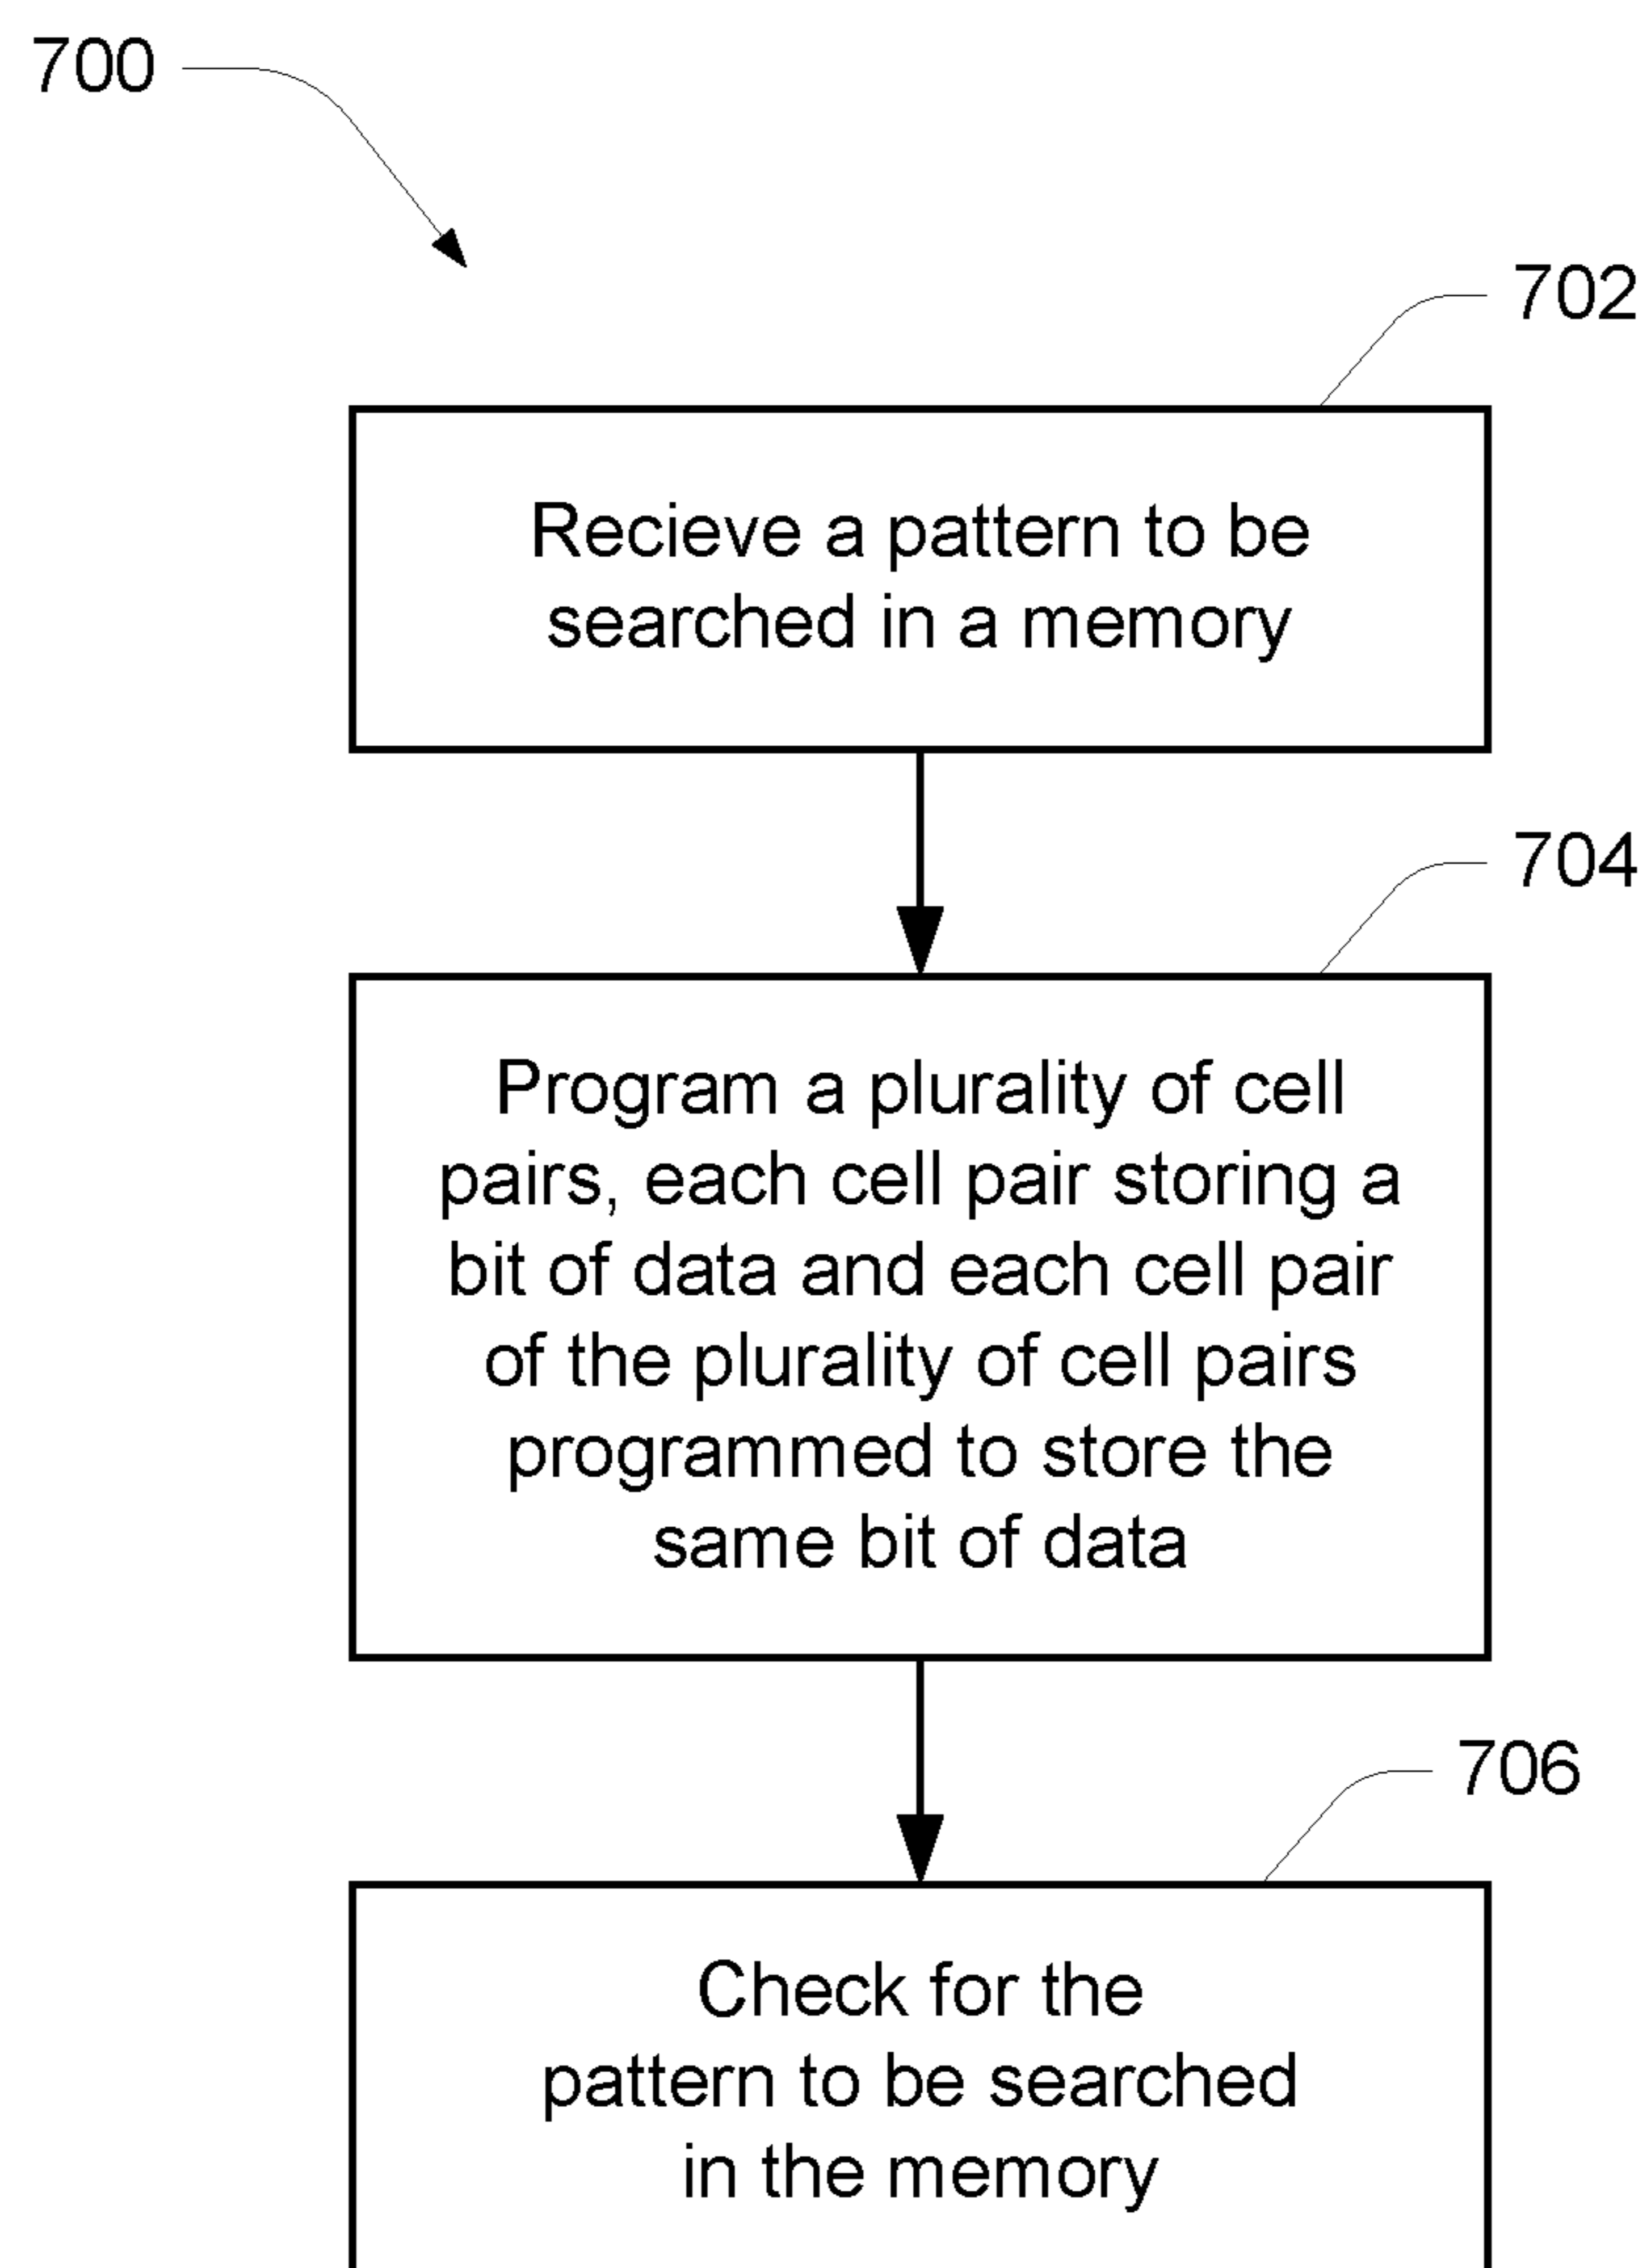 700
702
Recieve a pattern to be
searched in a memory
704
Program a plurality of cell
pairs, each cell pair storing a
bit of data and each cell pair
of the plurality of cell pairs
programmed to store the
same bit of data
706
Check for the
pattern to be searched
in the memory